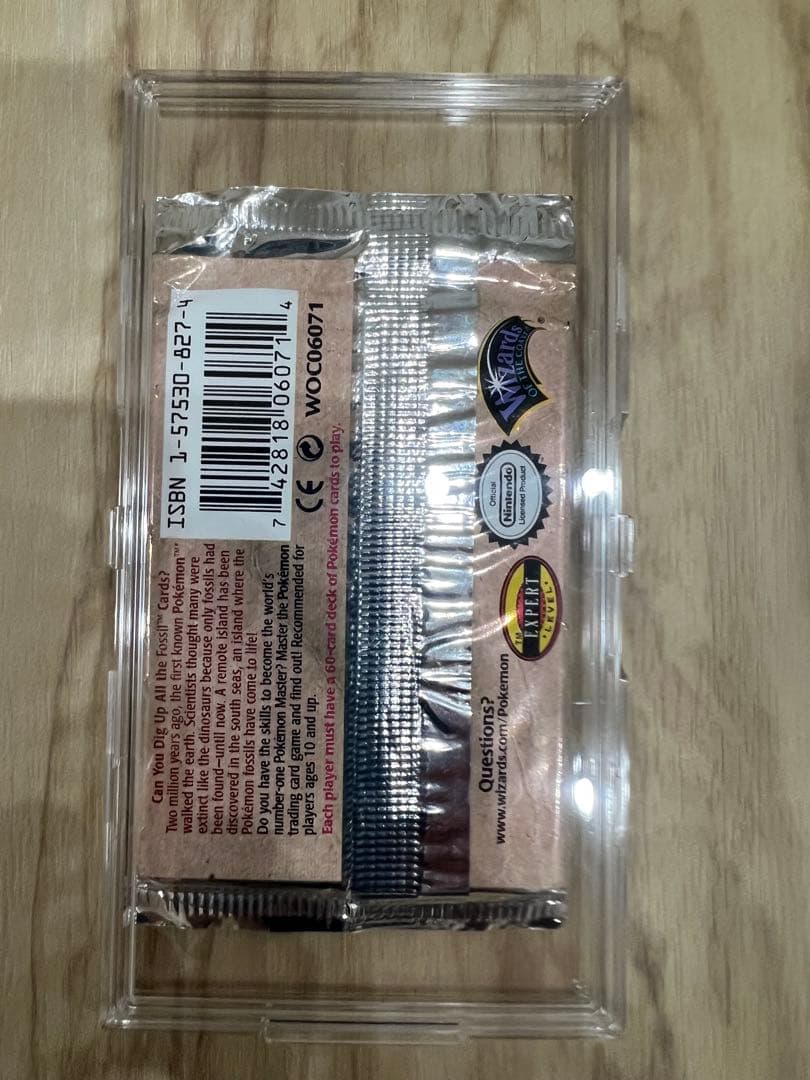 Can You Dig Up All the Fossil™ Cards?
Two million years ago, the first known Pokémon™
walked the earth. Scientists thought many were
extinct like the dinosaurs because only fossils had
been found—until now. A remote island has been
discovered in the south seas, an island where the
Pokémon fossils have come to life!
Do you have the skills to become the world's
number-one Pokémon Master? Master the Pokémon
trading card game and find out! Recommended for
players ages 10 and up.
Each player must have a 60-card deck of Pokémon cards to play.
ISBN 1-57530-827-4
7 42818 06071 4
CE WOC06071
Questions?
www.wizards.com/Pokemon
TM
EXPERT
LEVEL
Official
Nintendo
Licensed Product
Wizards
OF THE COAST
®